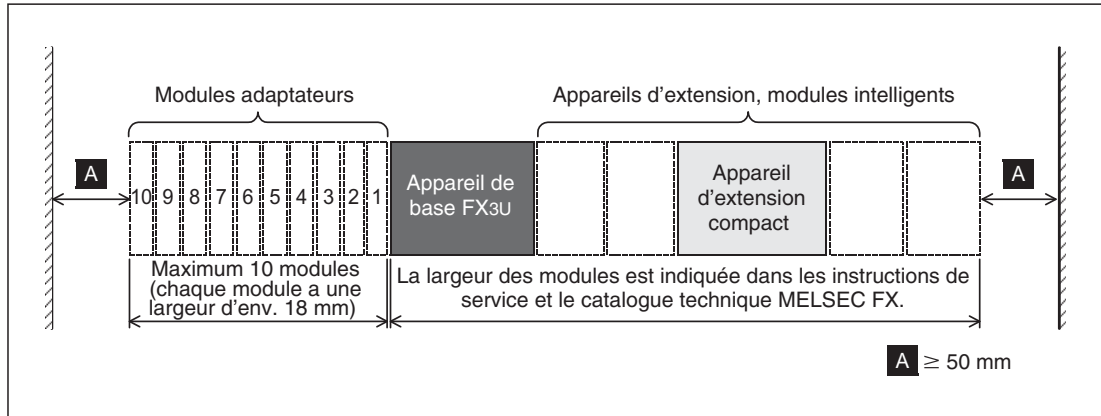 Modules adaptateurs
Appareils d'extension, modules intelligents
A
10 9 8 7 6 5 4 3 2 1
Appareil de
base FX3U
Appareil
d'extension
compact
A
Maximum 10 modules
(chaque module a une
largeur d'env. 18 mm)
La largeur des modules est indiquée dans les instructions de
service et le catalogue technique MELSEC FX.
A ≥ 50 mm